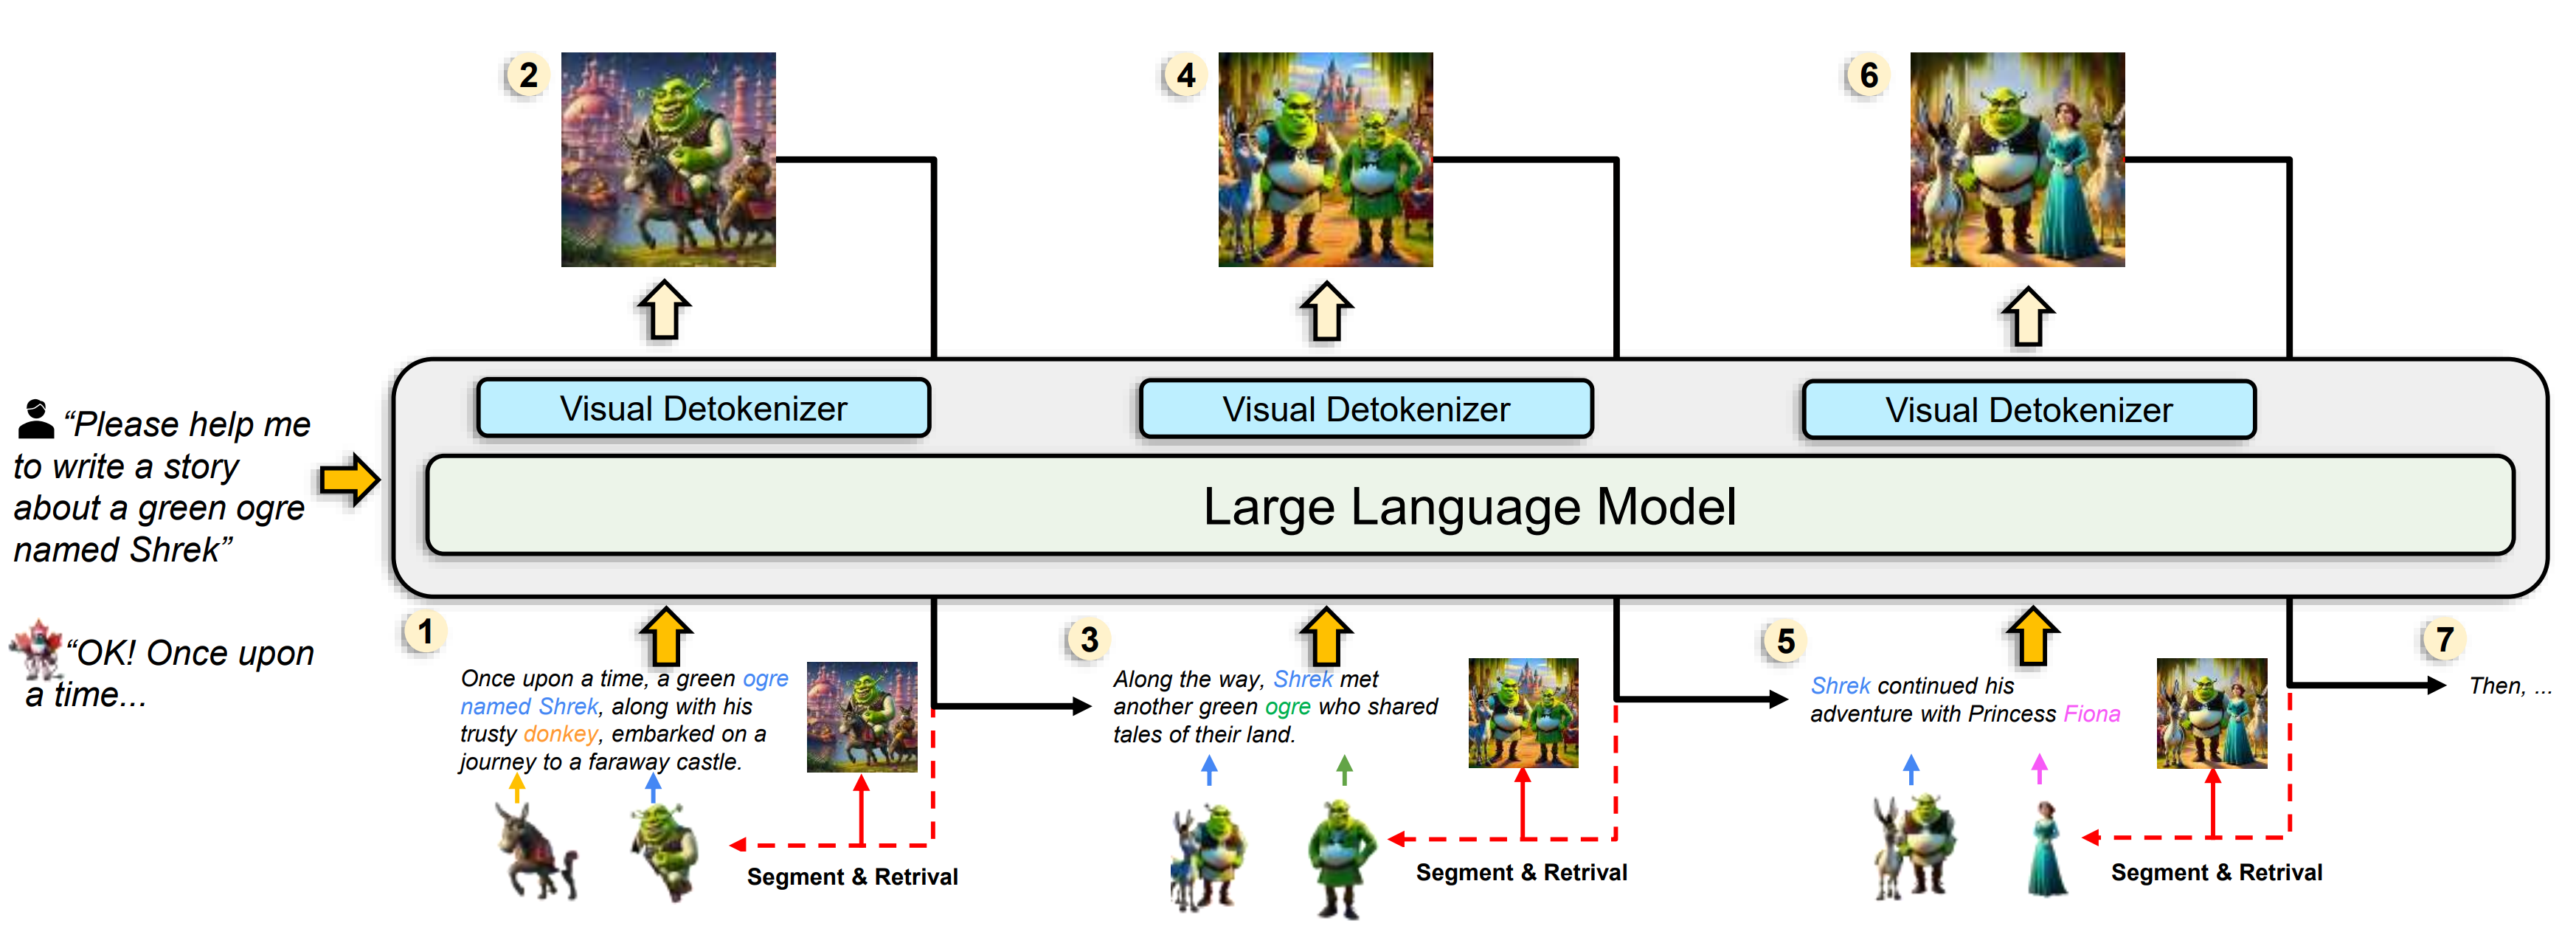 2
4
6
Visual Detokenizer
Visual Detokenizer
Visual Detokenizer
“Please help me
to write a story
about a green ogre
named Shrek”
Large Language Model
“OK! Once upon
a time...
1
Once upon a time, a green ogre
named Shrek, along with his
trusty donkey, embarked on a
journey to a faraway castle.
Segment & Retrival
3
Along the way, Shrek met
another green ogre who shared
tales of their land.
Segment & Retrival
5
Shrek continued his
adventure with Princess Fiona
Segment & Retrival
7
Then, ...